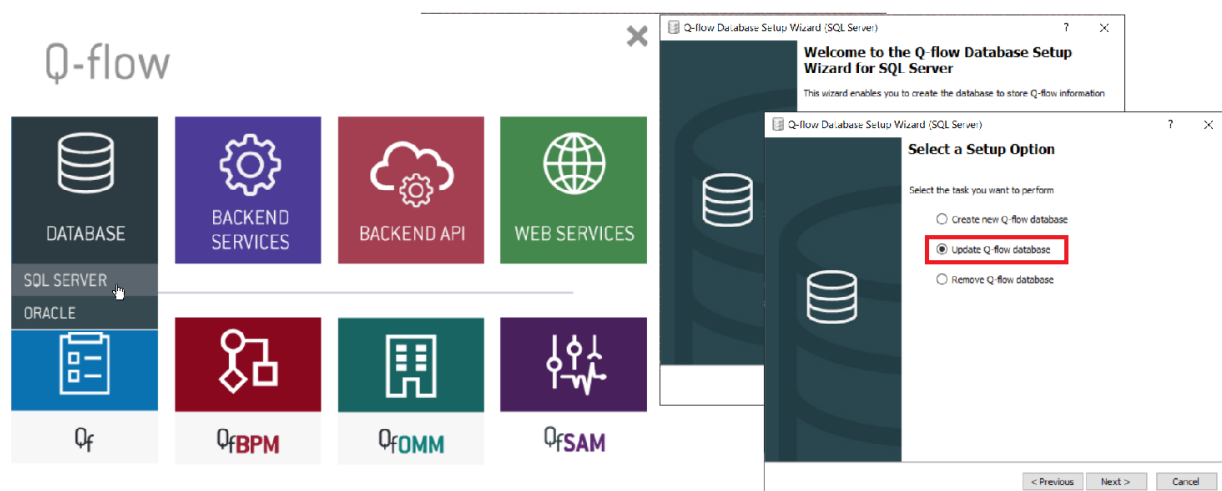 Q-flow
DATABASE
BACKEND
SERVICES
BACKEND API
WEB SERVICES
SQL SERVER
ORACLE
Qf
QfBPM
QfOMM
QfSAM
Q-flow Database Setup Wizard (SQL Server)
Welcome to the Q-flow Database Setup
Wizard for SQL Server
This wizard enables you to create the database to store Q-flow information
Q-flow Database Setup Wizard (SQL Server)
Select a Setup Option
Select the task you want to perform
Create new Q-flow database
Update Q-flow database
Remove Q-flow database
< Previous
Next >
Cancel